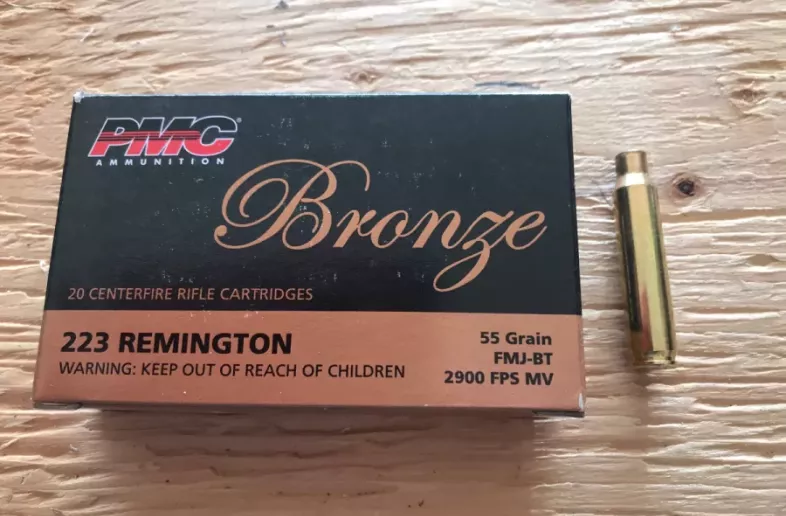 PMC®
AMMUNITION
Bronze
20 CENTERFIRE RIFLE CARTRIDGES
223 REMINGTON
WARNING: KEEP OUT OF REACH OF CHILDREN
55 Grain
FMJ-BT
2900 FPS MV